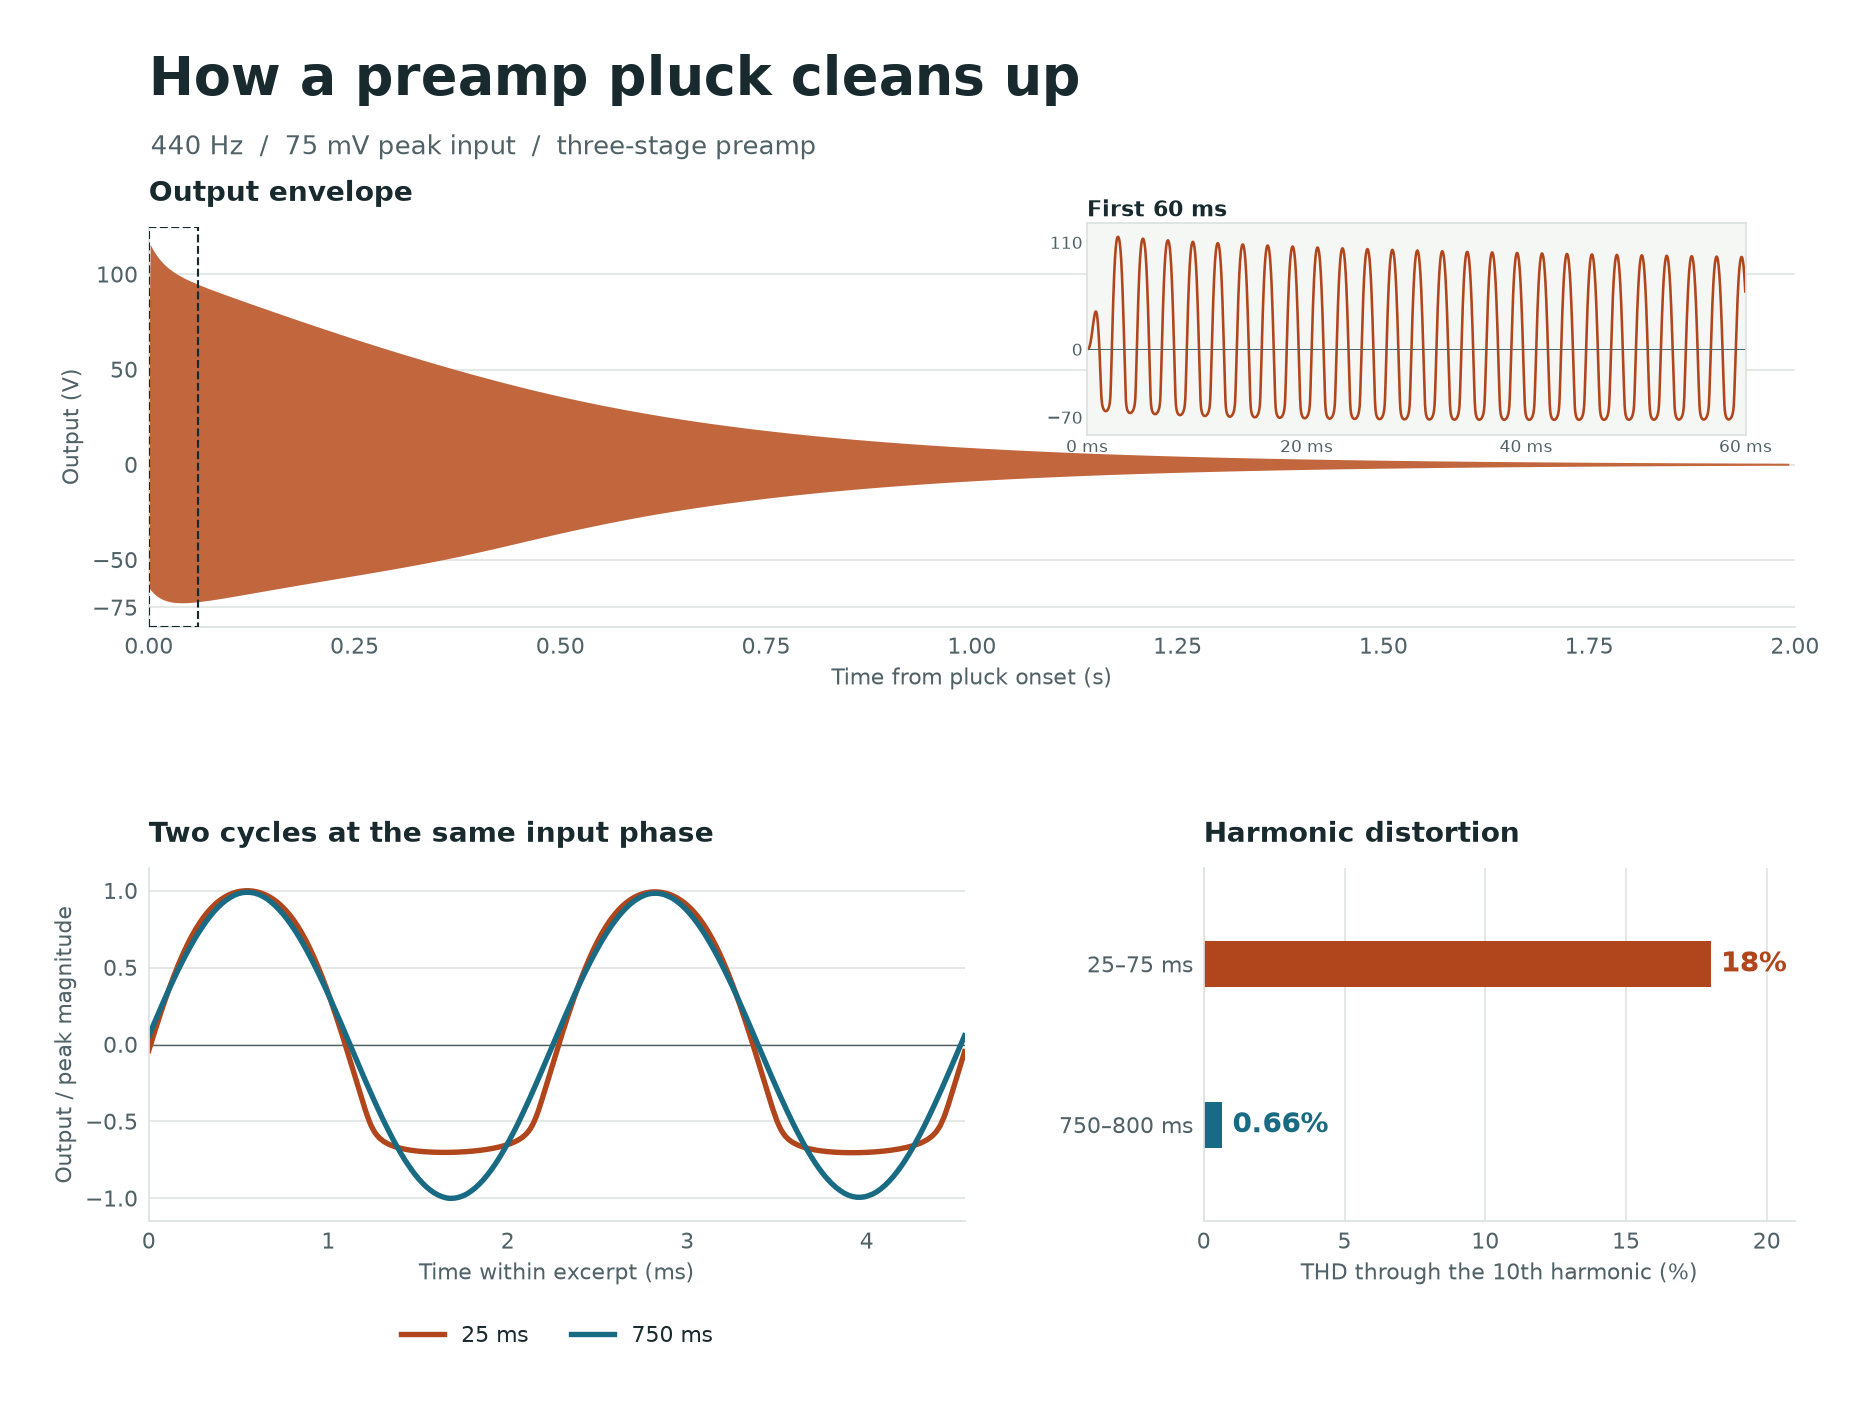 How a preamp pluck cleans up
440 Hz / 75 mV peak input / three-stage preamp
Output envelope
First 60 ms
110
0
−70
0 ms 20 ms 40 ms 60 ms
Output (V)
100
50
0
−50
−75
0.00 0.25 0.50 0.75 1.00 1.25 1.50 1.75 2.00
Time from pluck onset (s)
Two cycles at the same input phase
Output / peak magnitude
1.0
0.5
0.0
−0.5
−1.0
0 1 2 3 4
Time within excerpt (ms)
25 ms 750 ms
Harmonic distortion
25–75 ms 18%
750–800 ms 0.66%
0 5 10 15 20
THD through the 10th harmonic (%)